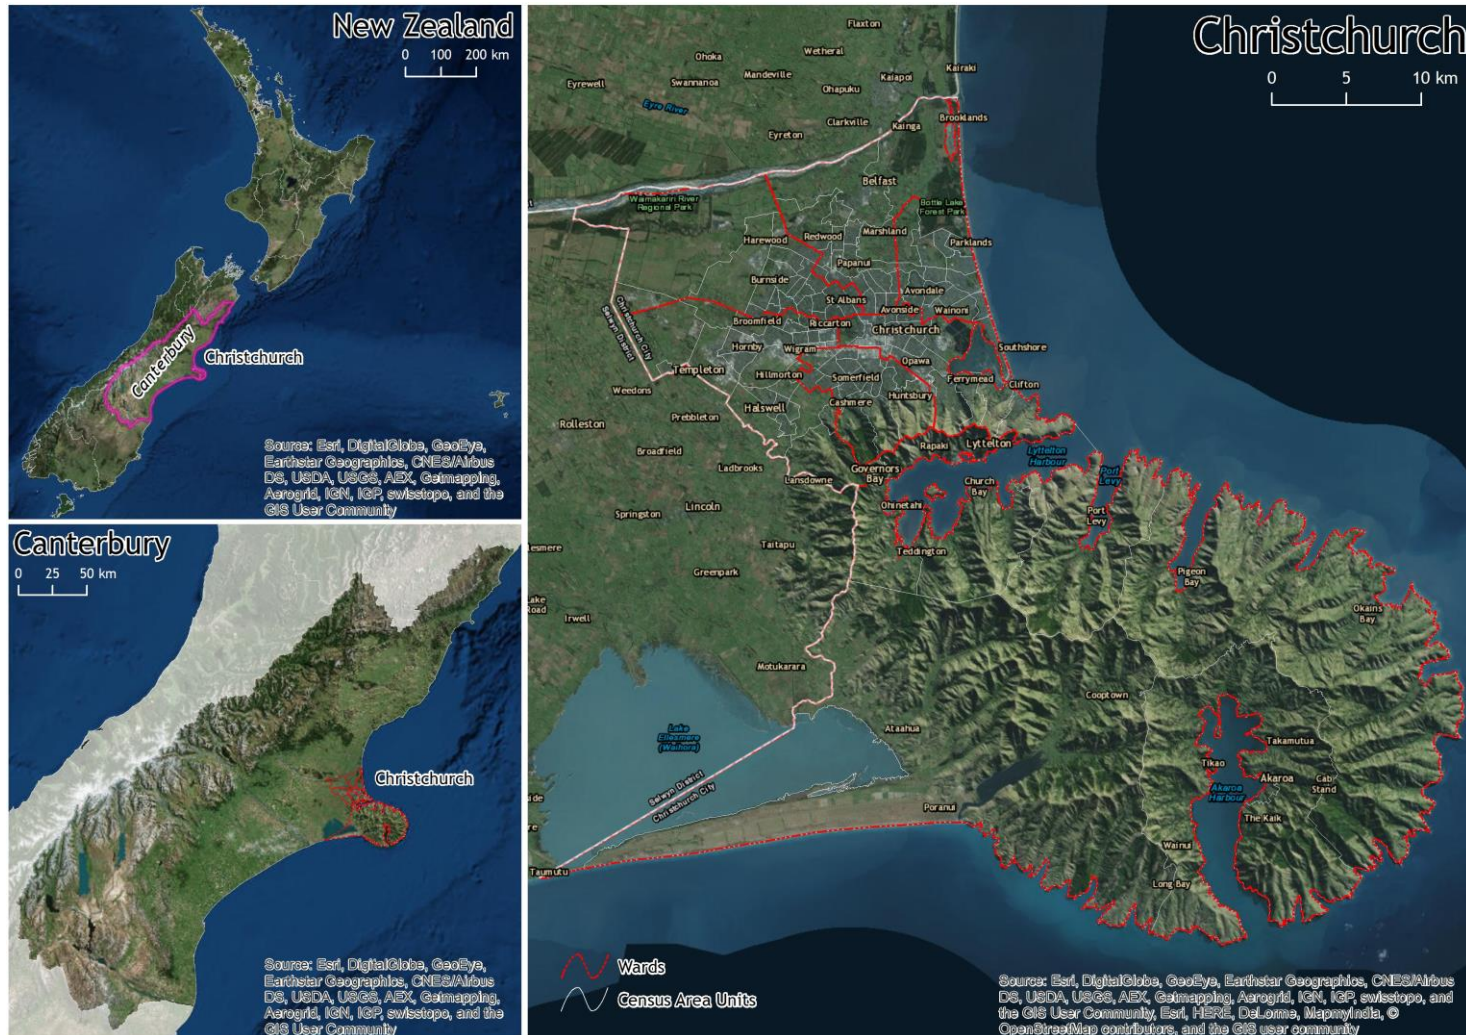 New Zealand
0 100 200 km
Canterbury
Christchurch
Source: Esri, DigitalGlobe, GeoEye,
Earthstar Geographics, CNES/Airbus
DS, USDA, USGS, AEX, Getmapping,
Aerogrid, IGN, IGP, swisstopo, and the
GIS User Community
Canterbury
0 25 50 km
Christchurch
Source: Esri, DigitalGlobe, GeoEye,
Earthstar Geographics, CNES/Airbus
DS, USDA, USGS, AEX, Getmapping,
Aerogrid, IGN, IGP, swisstopo, and the
GIS User Community
Christchurch
0 5 10 km
Flaxton
Wetheral
Ohoka
Mandeville
Kairaki
Kaiapoi
Eyrewell
Swannanoa
Ohapuku
Eyre River
Clarkville
Kainga
Brooklands
Eyreton
Belfast
Waimakariri River
Regional Park
Bottle Lake
Forest Park
Harewood
Redwood
Marshland
Parklands
Papanui
Burnside
Avondale
St Albans
Avonside
Wainoni
Christchurch City
Selwyn District
Broomfield
Riccarton
Christchurch
Hornby
Wigram
Southshore
Opawa
Templeton
Hillmorton
Somerfield
Ferrymead
Clifton
Weedons
Huntsbury
Cashmere
Halswell
Prebbleton
Rolleston
Rapaki
Lyttelton
Lyttelton
Harbour
Broadfield
Ladbrooks
Governors
Bay
Port
Levy
Lansdowne
Church
Bay
Ohinetahi
Lincoln
Springston
Port
Levy
Taitapu
Teddington
lesmere
Greenpark
Pigeon
Bay
Lake
Road
Irwell
Okains
Bay
Motukarara
Cooptown
Ataahua
Lake
Ellesmere
(Waihora)
Takamutua
Tikao
Akaroa
Cab
Stand
Akaroa
Harbour
Selwyn District
Christchurch City
Poranui
The Kaik
Wainui
Taumutu
Long Bay
Wards
Census Area Units
Source: Esri, DigitalGlobe, GeoEye, Earthstar Geographics, CNES/Airbus
DS, USDA, USGS, AEX, Getmapping, Aerogrid, IGN, IGP, swisstopo, and
the GIS User Community, Esri, HERE, DeLorme, MapmyIndia, ©
OpenStreetMap contributors, and the GIS user community